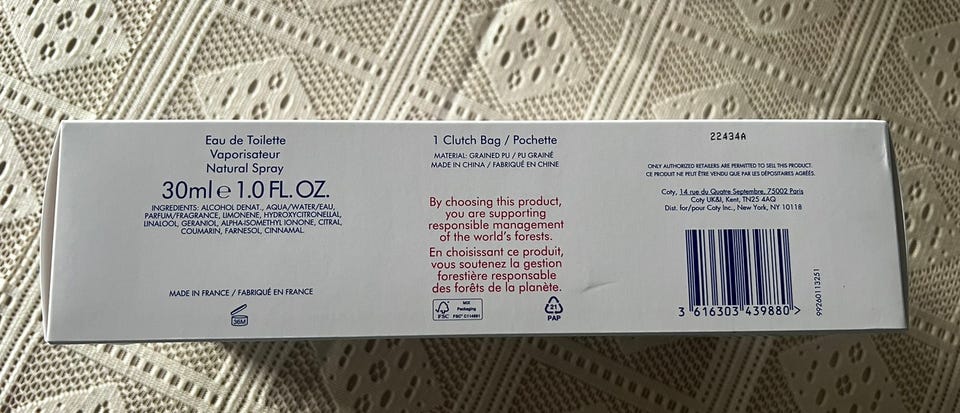 Eau de Toilette
Vaporisateur
Natural Spray
30ml e 1.0 FL. OZ.
INGREDIENTS: ALCOHOL DENAT., AQUA/WATER/EAU,
PARFUM/FRAGRANCE, LIMONENE, HYDROXYCITRONELLAL,
LINALOOL, GERANIOL, ALPHA-ISOMETHYL IONONE, CITRAL,
COUMARIN, FARNESOL, CINNAMAL.
MADE IN FRANCE / FABRIQUÉ EN FRANCE
36M
1 Clutch Bag / Pochette
MATERIAL: GRAINED PU / PU GRAINÉ
MADE IN CHINA / FABRIQUÉ EN CHINE
By choosing this product,
you are supporting
responsible management
of the world's forests.
En choisissant ce produit,
vous soutenez la gestion
forestière responsable
des forêts de la planète.
FSC
MIX
Packaging
FSC® C114691
21
PAP
22434A
ONLY AUTHORIZED RETAILERS ARE PERMITTED TO SELL THIS PRODUCT.
CE PRODUIT NE PEUT ÊTRE VENDU QUE PAR LES DÉPOSITAIRES AGRÉÉS.
Coty, 14 rue du Quatre Septembre, 75002 Paris
Coty UK&I, Kent, TN25 4AQ
Dist. for/pour Coty Inc., New York, NY 10118
3 616303 439880 >
99260113251